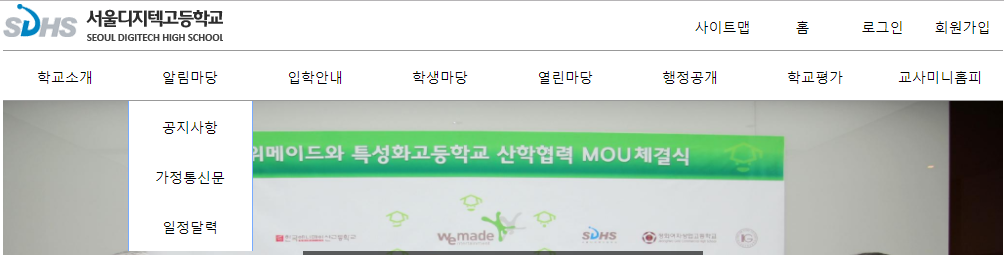 SDHS 서울디지텍고등학교
SEOUL DIGITECH HIGH SCHOOL
사이트맵 홈 로그인 회원가입
학교소개 알림마당 입학안내 학생마당 열린마당 행정공개 학교평가 교사미니홈피
공지사항
가정통신문
일정달력
위메이드와 특성화고등학교 산학협력 MOU체결식
wemade SDHS